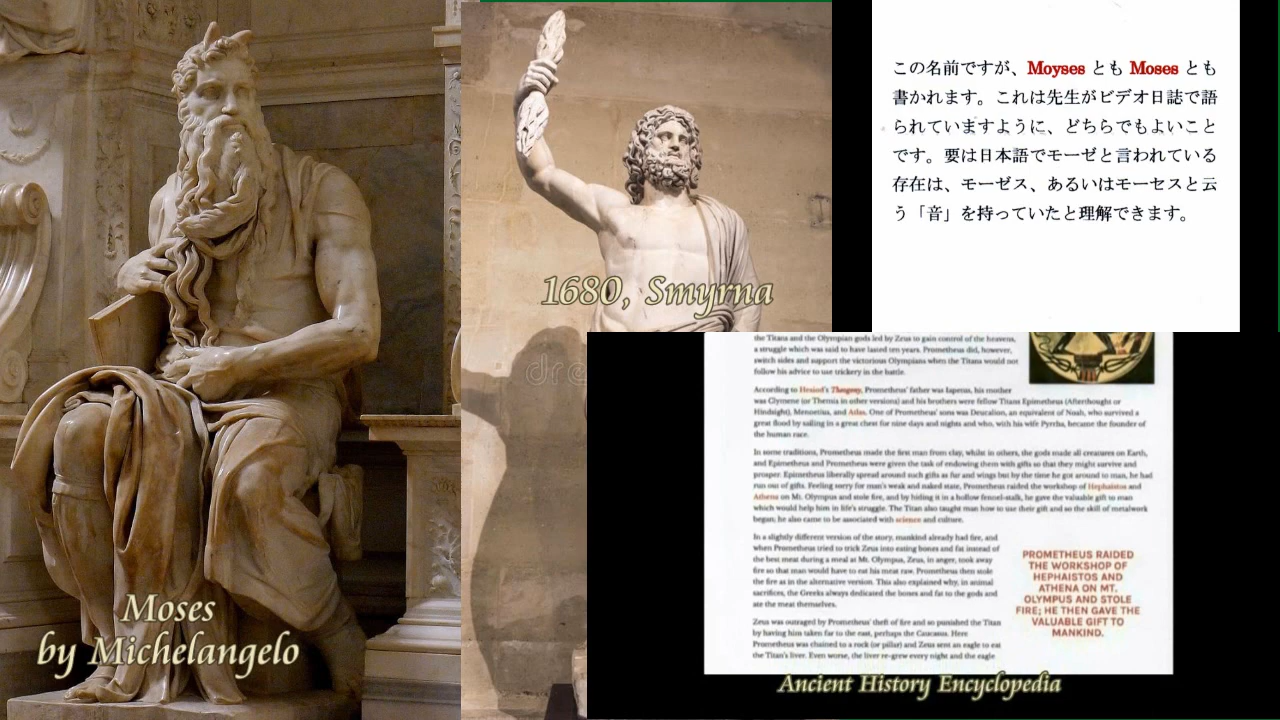 この名前ですが、Moyses とも Moses とも
書かれます。これは先生がビデオ日誌で語
られていますように、どちらでもよいこと
です。要は日本語でモーゼと言われている
存在は、モーゼス、あるいはモーセスと云
う「音」を持っていたと理解できます。
1680, Smyrna
the Titans and the Olympian gods led by Zeus to gain control of the heavens,
a struggle which was said to have lasted ten years. Prometheus did, however,
switch sides and support the victorious Olympians when the Titans would not
follow his advice to use trickery in the battle.
According to Hesiod's Theogony, Prometheus' father was Iapetus, his mother
was Clymene (or Themis in other versions) and his brothers were fellow Titans Epimetheus (Afterthought or
Hindsight), Menoetius, and Atlas. One of Prometheus' sons was Deucalion, an equivalent of Noah, who survived a
great flood by sailing in a great chest for nine days and nights and who, with his wife Pyrrha, became the founder of
the human race.
In some traditions, Prometheus made the first man from clay, whilst in others, the gods made all creatures on Earth,
and Epimetheus and Prometheus were given the task of endowing them with gifts so that they might survive and
prosper. Epimetheus liberally spread around such gifts as fur and wings but by the time he got around to man, he had
run out of gifts. Feeling sorry for man's weak and naked state, Prometheus raided the workshop of Hephaistos and
Athena on Mt. Olympus and stole fire, and by hiding it in a hollow fennel-stalk, he gave the valuable gift to man
which would help him in life's struggle. The Titan also taught man how to use their gift and so the skill of metalwork
began; he also came to be associated with science and culture.
In a slightly different version of the story, mankind already had fire, and
when Prometheus tried to trick Zeus into eating bones and fat instead of
the best meat during a meal at Mt. Olympus, Zeus, in anger, took away
fire so that man would have to eat his meat raw. Prometheus then stole
the fire as in the alternative version. This also explained why, in animal
sacrifices, the Greeks always dedicated the bones and fat to the gods and
ate the meat themselves.
Zeus was outraged by Prometheus' theft of fire and so punished the Titan
by having him taken far to the east, perhaps the Caucasus. Here
Prometheus was chained to a rock (or pillar) and Zeus sent an eagle to eat
the Titan's liver. Even worse, the liver re-grew every night and the eagle
PROMETHEUS RAIDED
THE WORKSHOP OF
HEPHAISTOS AND
ATHENA ON MT.
OLYMPUS AND STOLE
FIRE; HE THEN GAVE THE
VALUABLE GIFT TO
MANKIND.
Moses
by Michelangelo
Ancient History Encyclopedia